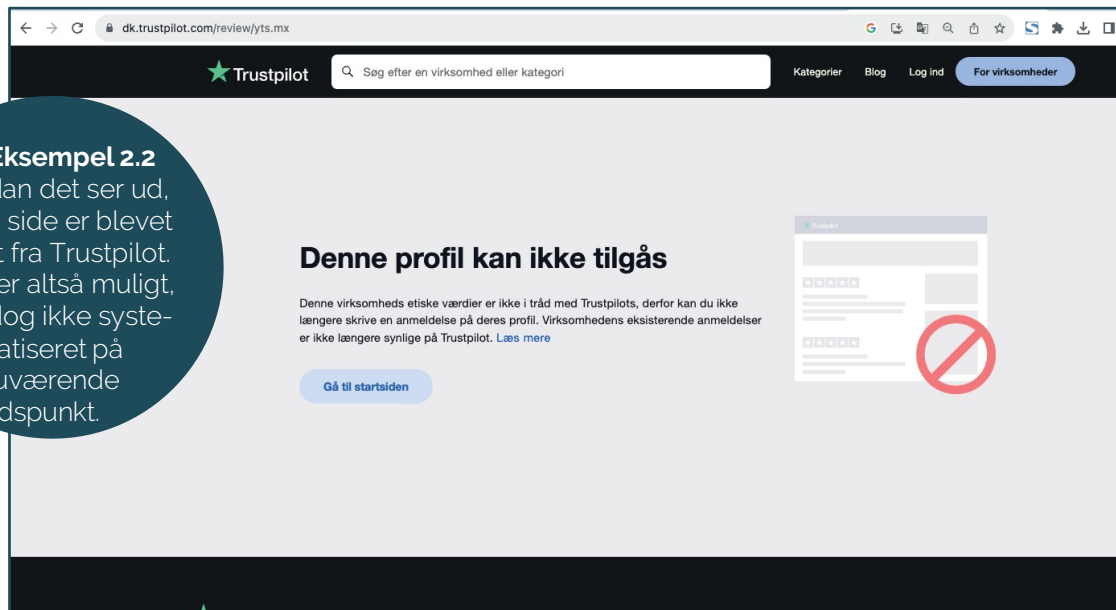 dk.trustpilot.com/review/yts.mx
Trustpilot
Søg efter en virksomhed eller kategori
Kategorier
Blog
Log ind
For virksomheder
Eksempel 2.2
det ser ud,
side er blevet
fra Trustpilot.
er altså muligt,
dog ikke syste-
dspunkt.
Denne profil kan ikke tilgås
Denne virksomheds etiske værdier er ikke i tråd med Trustpilots, derfor kan du ikke
længere skrive en anmeldelse på deres profil. Virksomhedens eksisterende anmeldelser
er ikke længere synlige på Trustpilot. Læs mere
Gå til startsiden
Trustpilot